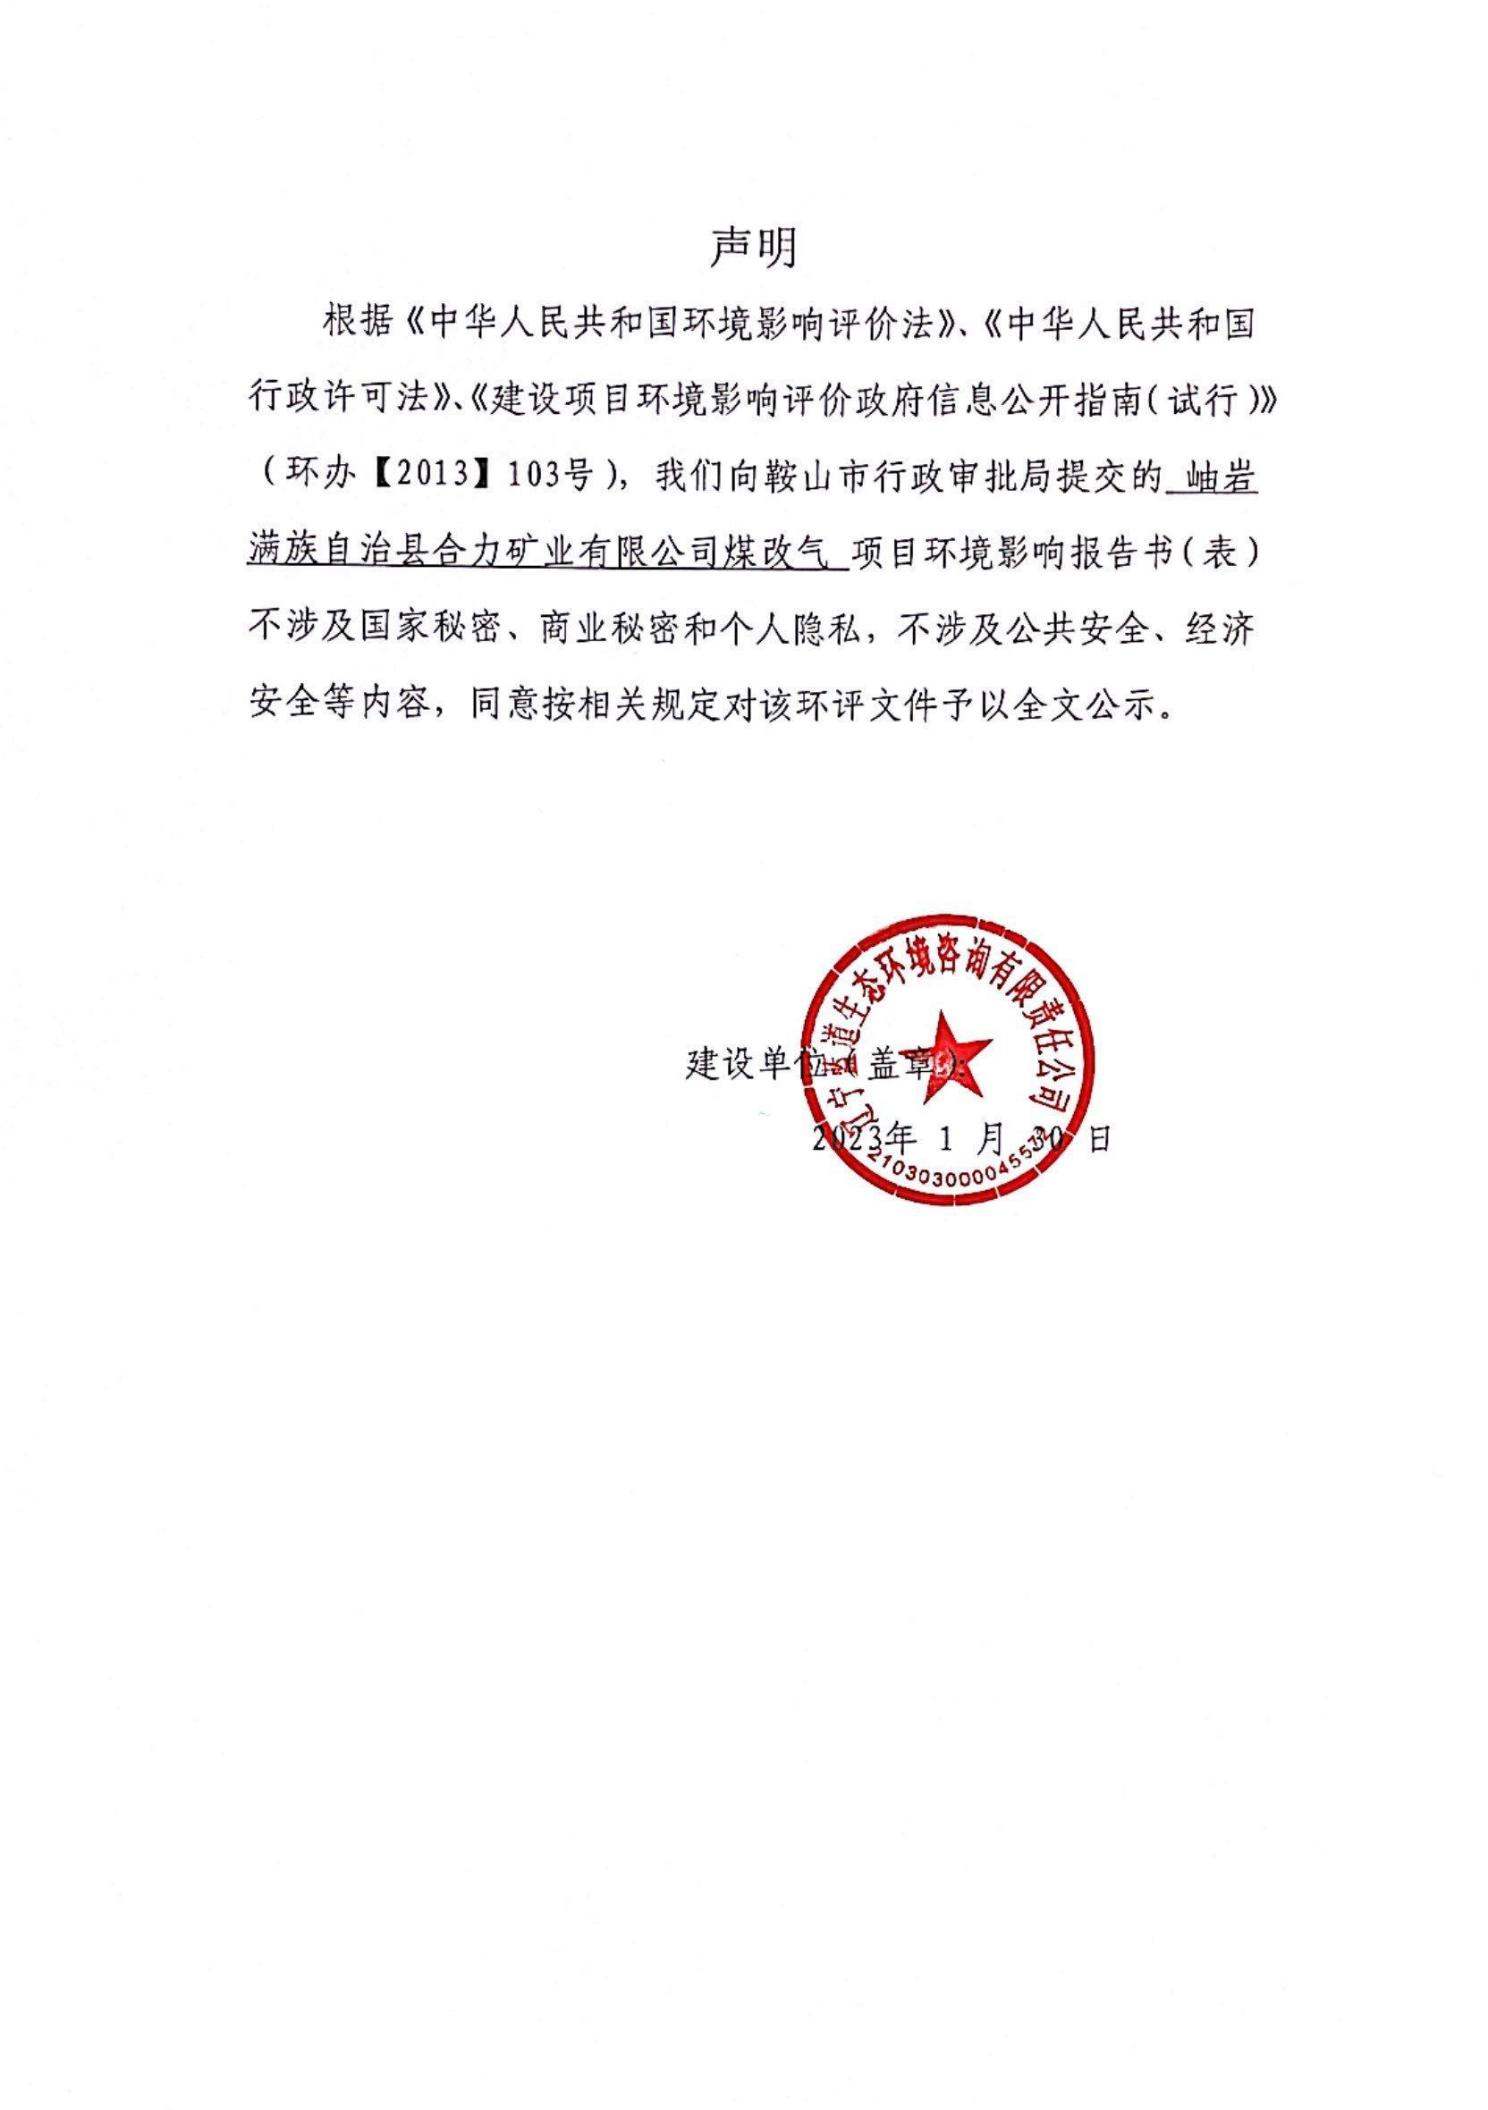 声明
根据《中华人民共和国环境影响评价法》、《中华人民共和国
行政许可法》、《建设项目环境影响评价政府信息公开指南(试行)》
(环办【2013】103号)，我们向鞍山市行政审批局提交的 岫岩
满族自治县合力矿业有限公司煤改气 项目环境影响报告书(表)
不涉及国家秘密、商业秘密和个人隐私，不涉及公共安全、经济
安全等内容，同意按相关规定对该环评文件予以全文公示。
辽宁 道生态环境咨询有限责任公司
建设单位(盖章):
2023年 1 月 30 日
2103030000045572